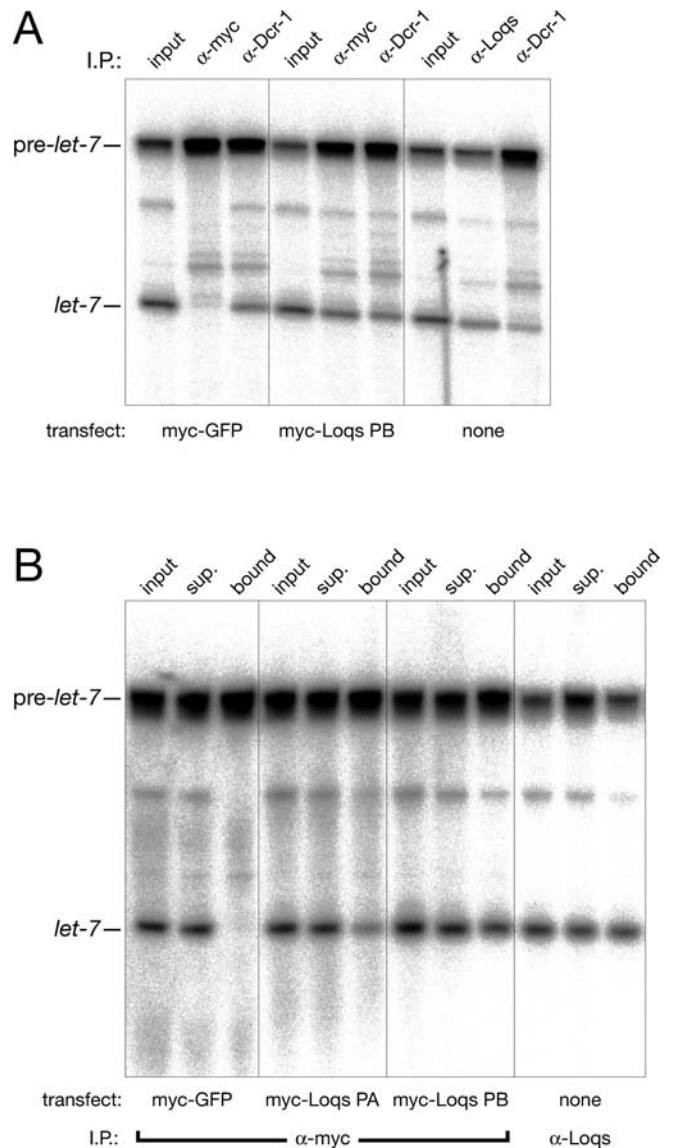 A
I.P.:
input α-myc α-Dcr-1 input α-myc α-Dcr-1 input α-Loqs α-Dcr-1
pre-let-7
let-7
transfect: myc-GFP myc-Loqs PB none
B
input sup. bound input sup. bound input sup. bound input sup. bound
pre-let-7
let-7
transfect: myc-GFP myc-Loqs PA myc-Loqs PB none
I.P.: α-myc α-Loqs